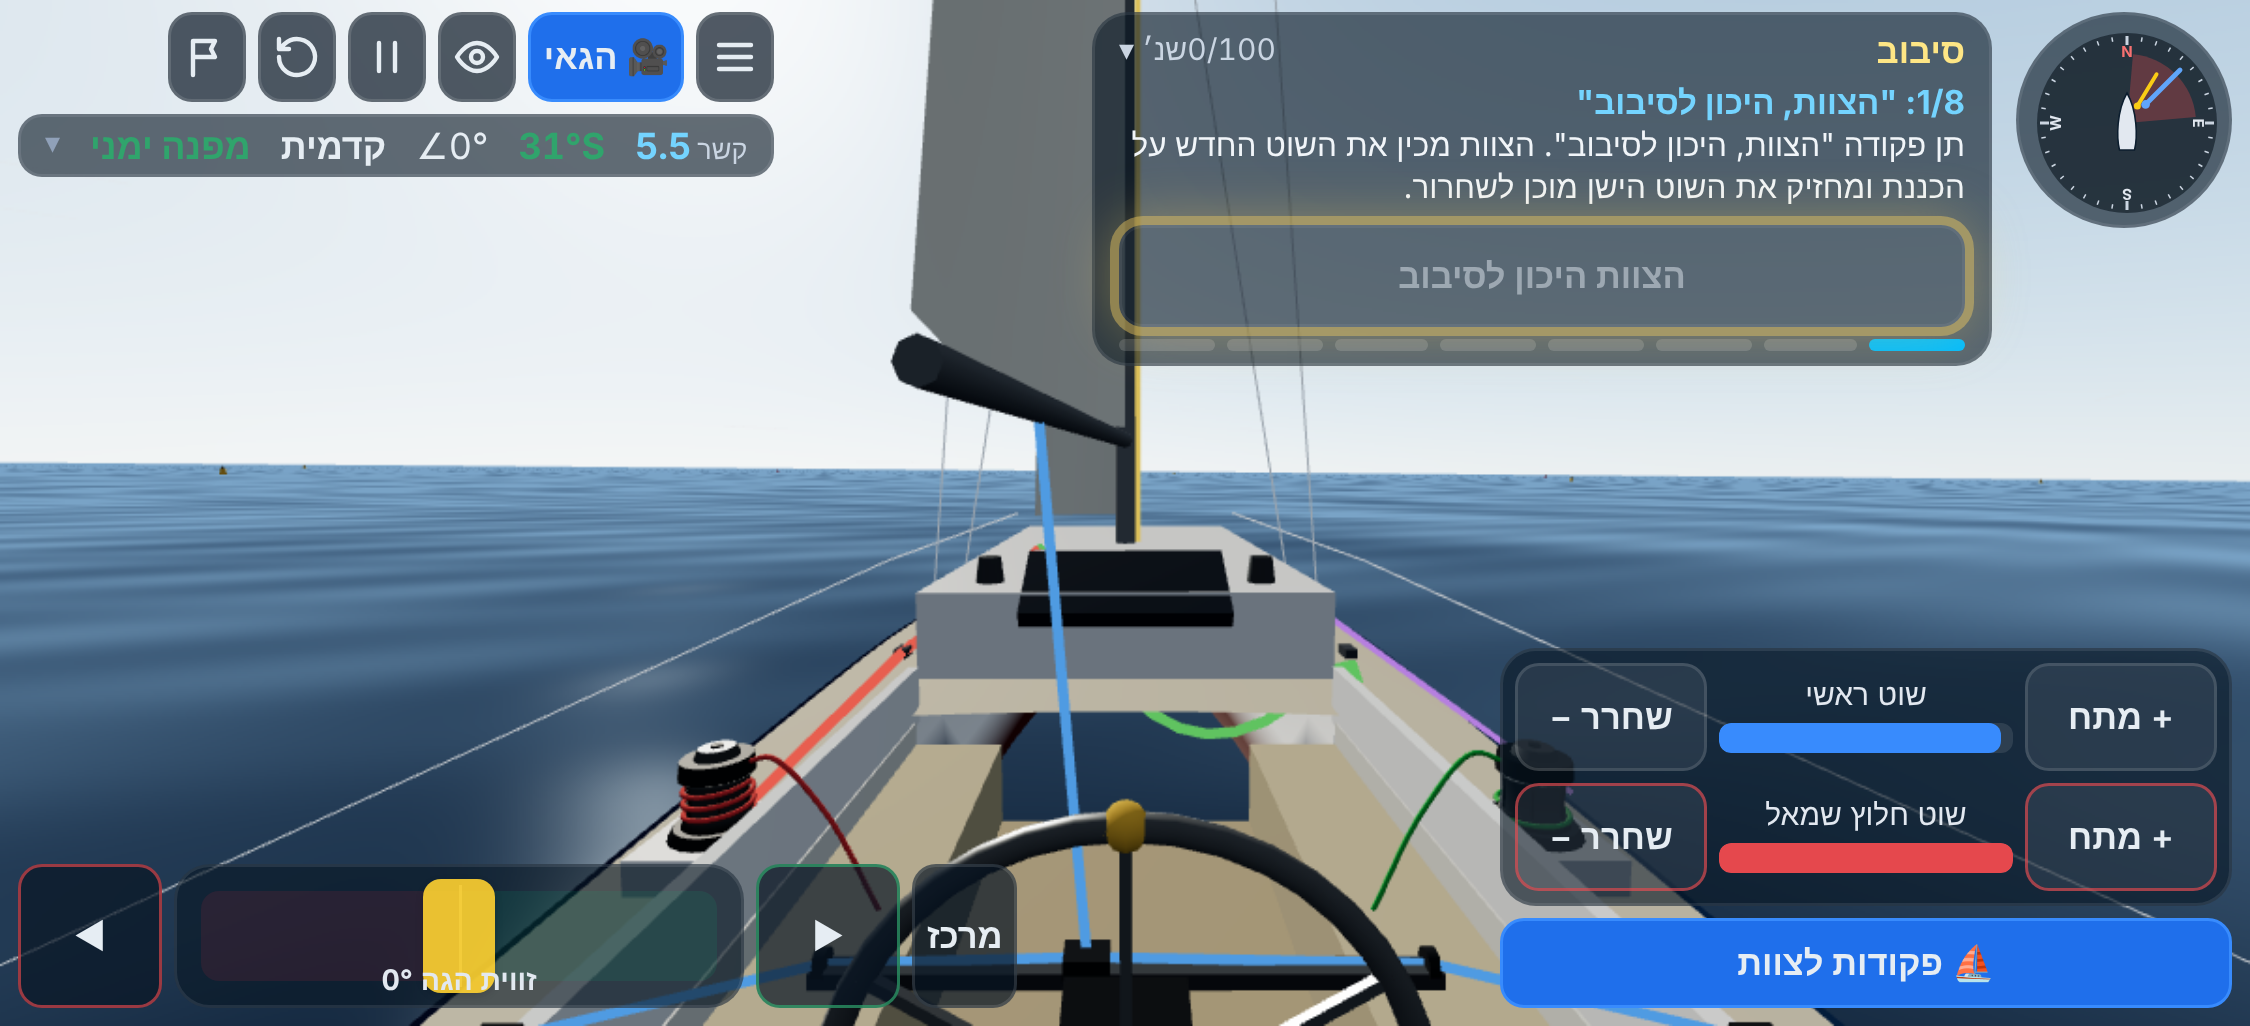 הגאי
קשר 5.5 31°S ∠0° קדמית מפנה ימני
סיבוב 0/100שנ׳
1/8: "הצוות, היכון לסיבוב"
תן פקודה "הצוות, היכון לסיבוב". הצוות מכין את השוט החדש על
הכננת ומחזיק את השוט הישן מוכן לשחרור.
הצוות היכון לסיבוב
N
E
S
W
+ מתח שוט ראשי שחרר −
+ מתח שוט חלוץ שמאל שחרר −
פקודות לצוות
מרכז
זווית הגה 0°